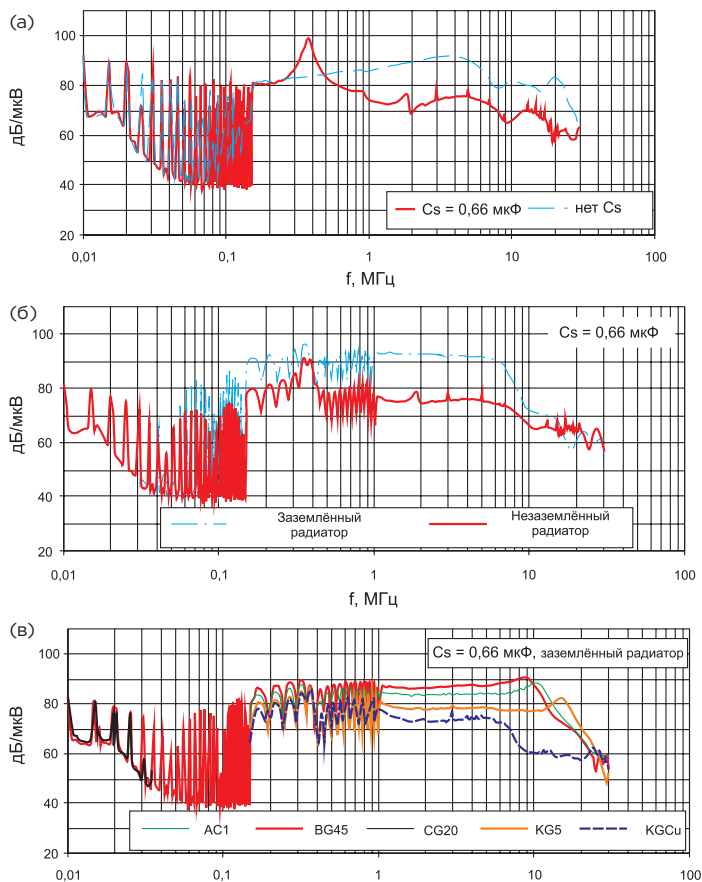 (а)
100
80
60
40
20
дБ/мкВ
0,01
0,1
1
10
100
f, МГц
Cs = 0,66 мкФ
нет Cs
(б)
100
80
60
40
20
дБ/мкВ
Cs = 0,66 мкФ
Заземлённый
радиатор
Незаземлённый
радиатор
0,01
0,1
1
10
100
f, МГц
(в)
100
80
60
40
20
дБ/мкВ
Cs = 0,66 мкФ, заземлённый радиатор
AC1
BG45
CG20
KG5
KGCu
0,01
0,1
1
10
100